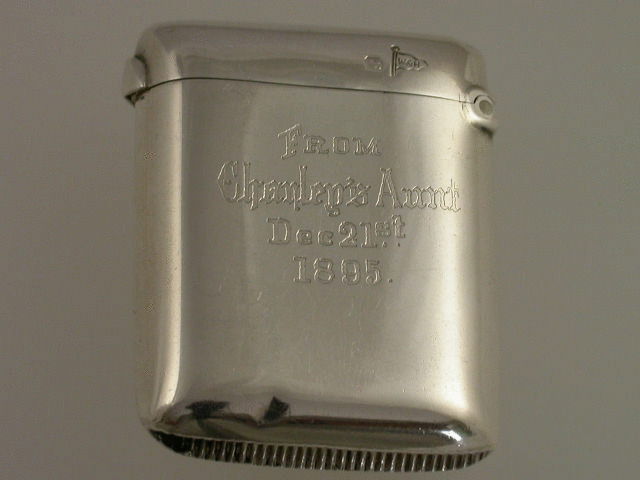 W&H
FROM
Charley's Aunt
Dec 21st
1895.